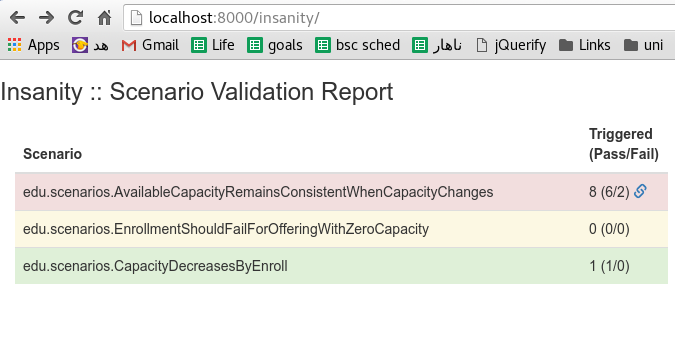 localhost:8000/insanity/
Apps هد Gmail Life goals bsc sched ناهار jQuerify Links uni
Insanity :: Scenario Validation Report
Scenario Triggered (Pass/Fail)
edu.scenarios.AvailableCapacityRemainsConsistentWhenCapacityChanges 8 (6/2)
edu.scenarios.EnrollmentShouldFailForOfferingWithZeroCapacity 0 (0/0)
edu.scenarios.CapacityDecreasesByEnroll 1 (1/0)